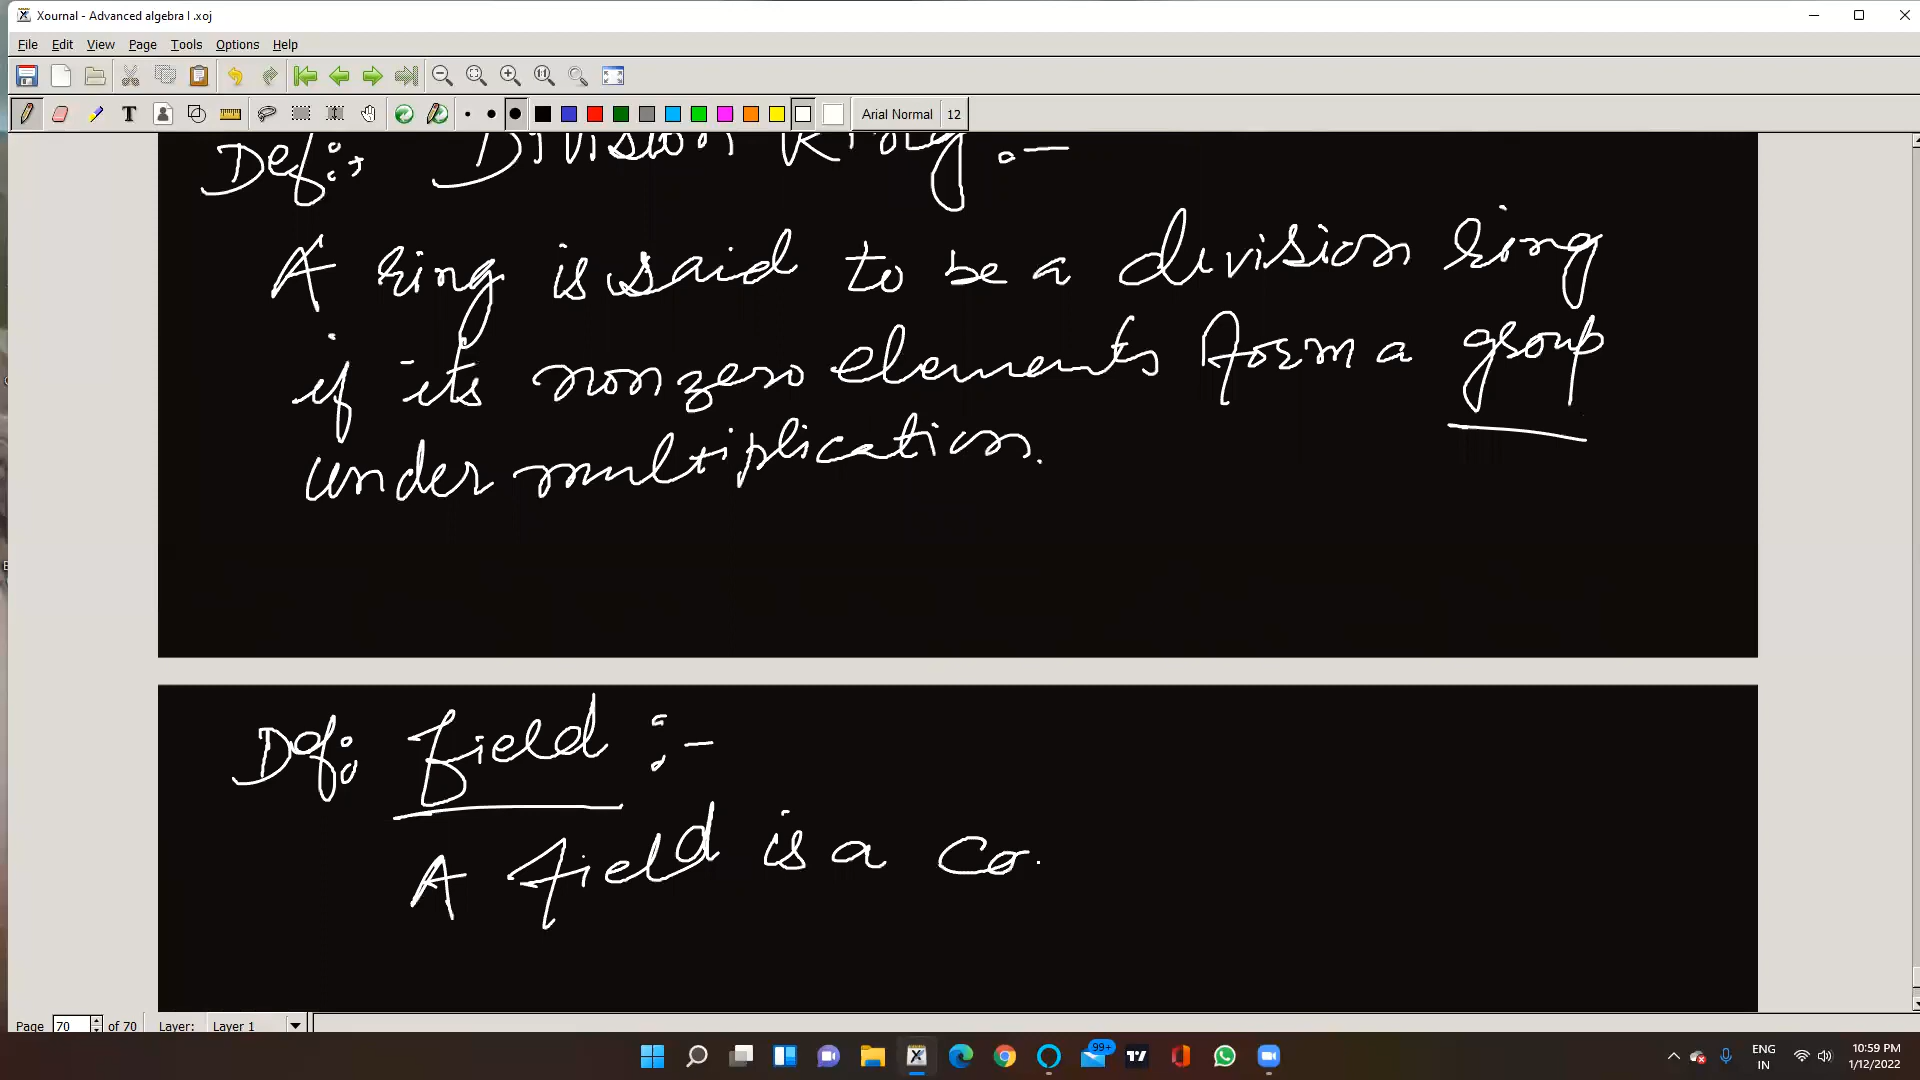 Xournal - Advanced algebra I .xoj
File Edit View Page Tools Options Help
Arial Normal 12
Def:, Division Ring :-
A ring is said to be a division ring
if its nonzero elements form a group
under multiplication.
Def: field :-
A field is a co
Page 70 of 70 Layer: Layer 1
99+
ENG
IN
10:59 PM
1/12/2022